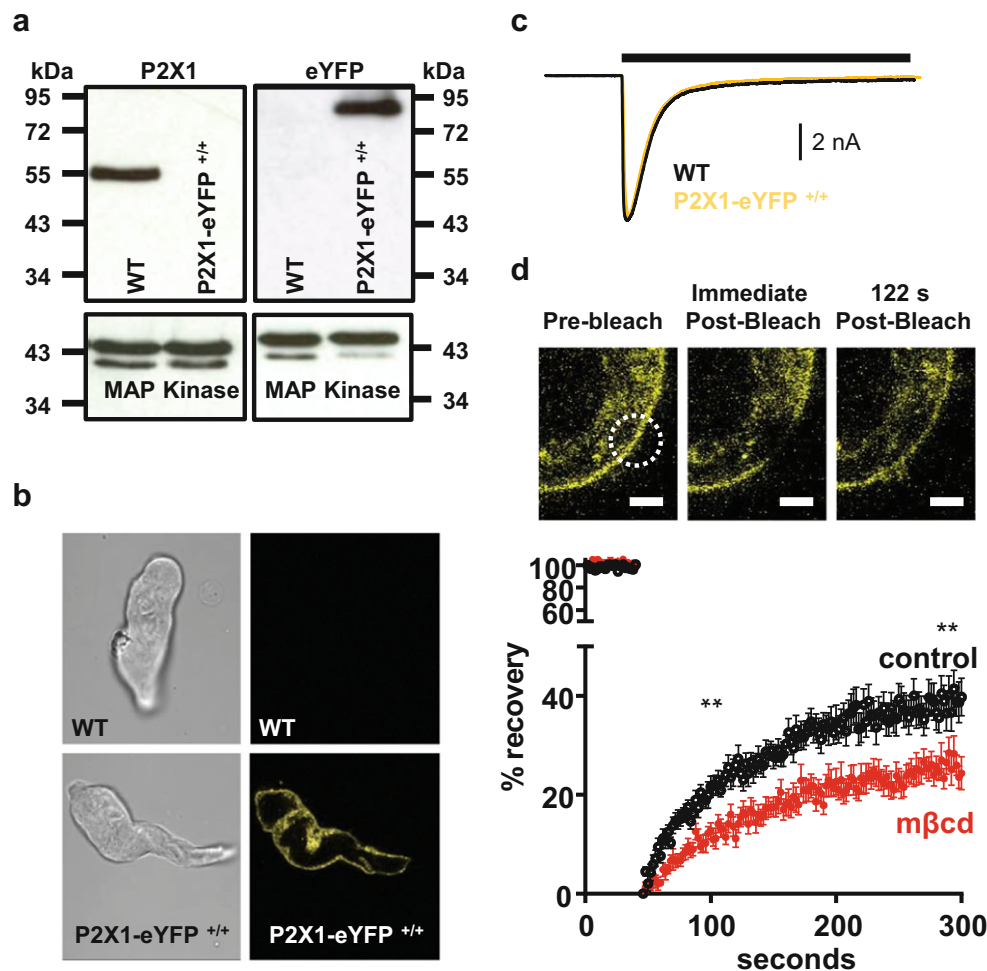 a
kDa P2X1 eYFP kDa
95 95
72 72
55 55
43 43
34 34
WT
P2X1-eYFP +/+
WT
P2X1-eYFP +/+
43 43
34 34
MAP Kinase
MAP Kinase
b
WT
WT
P2X1-eYFP +/+
P2X1-eYFP +/+
c
2 nA
WT
P2X1-eYFP +/+
d
Pre-bleach
Immediate
Post-Bleach
122 s
Post-Bleach
100
80
60
40
20
0
% recovery
**
**
control
mβcd
0 100 200 300
seconds